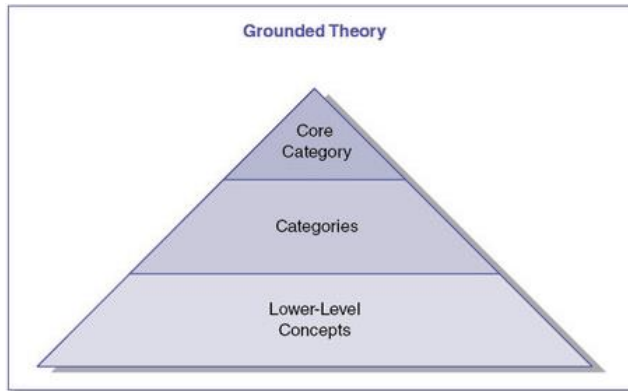 Grounded Theory
Core
Category
Categories
Lower-Level
Concepts